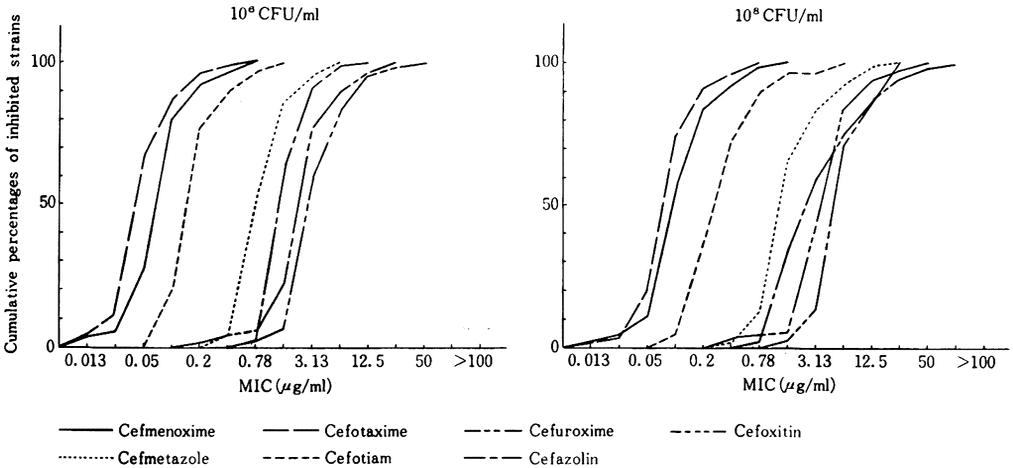 10⁶ CFU/ml
10⁸ CFU/ml
Cumulative percentages of inhibited strains
100
50
0
0.013 0.05 0.2 0.78 3.13 12.5 50 >100
MIC (μg/ml)
100
50
0
0.013 0.05 0.2 0.78 3.13 12.5 50 >100
MIC (μg/ml)
Cefmenoxime Cefotaxime Cefuroxime Cefoxitin
Cefmetazole Cefotiam Cefazolin